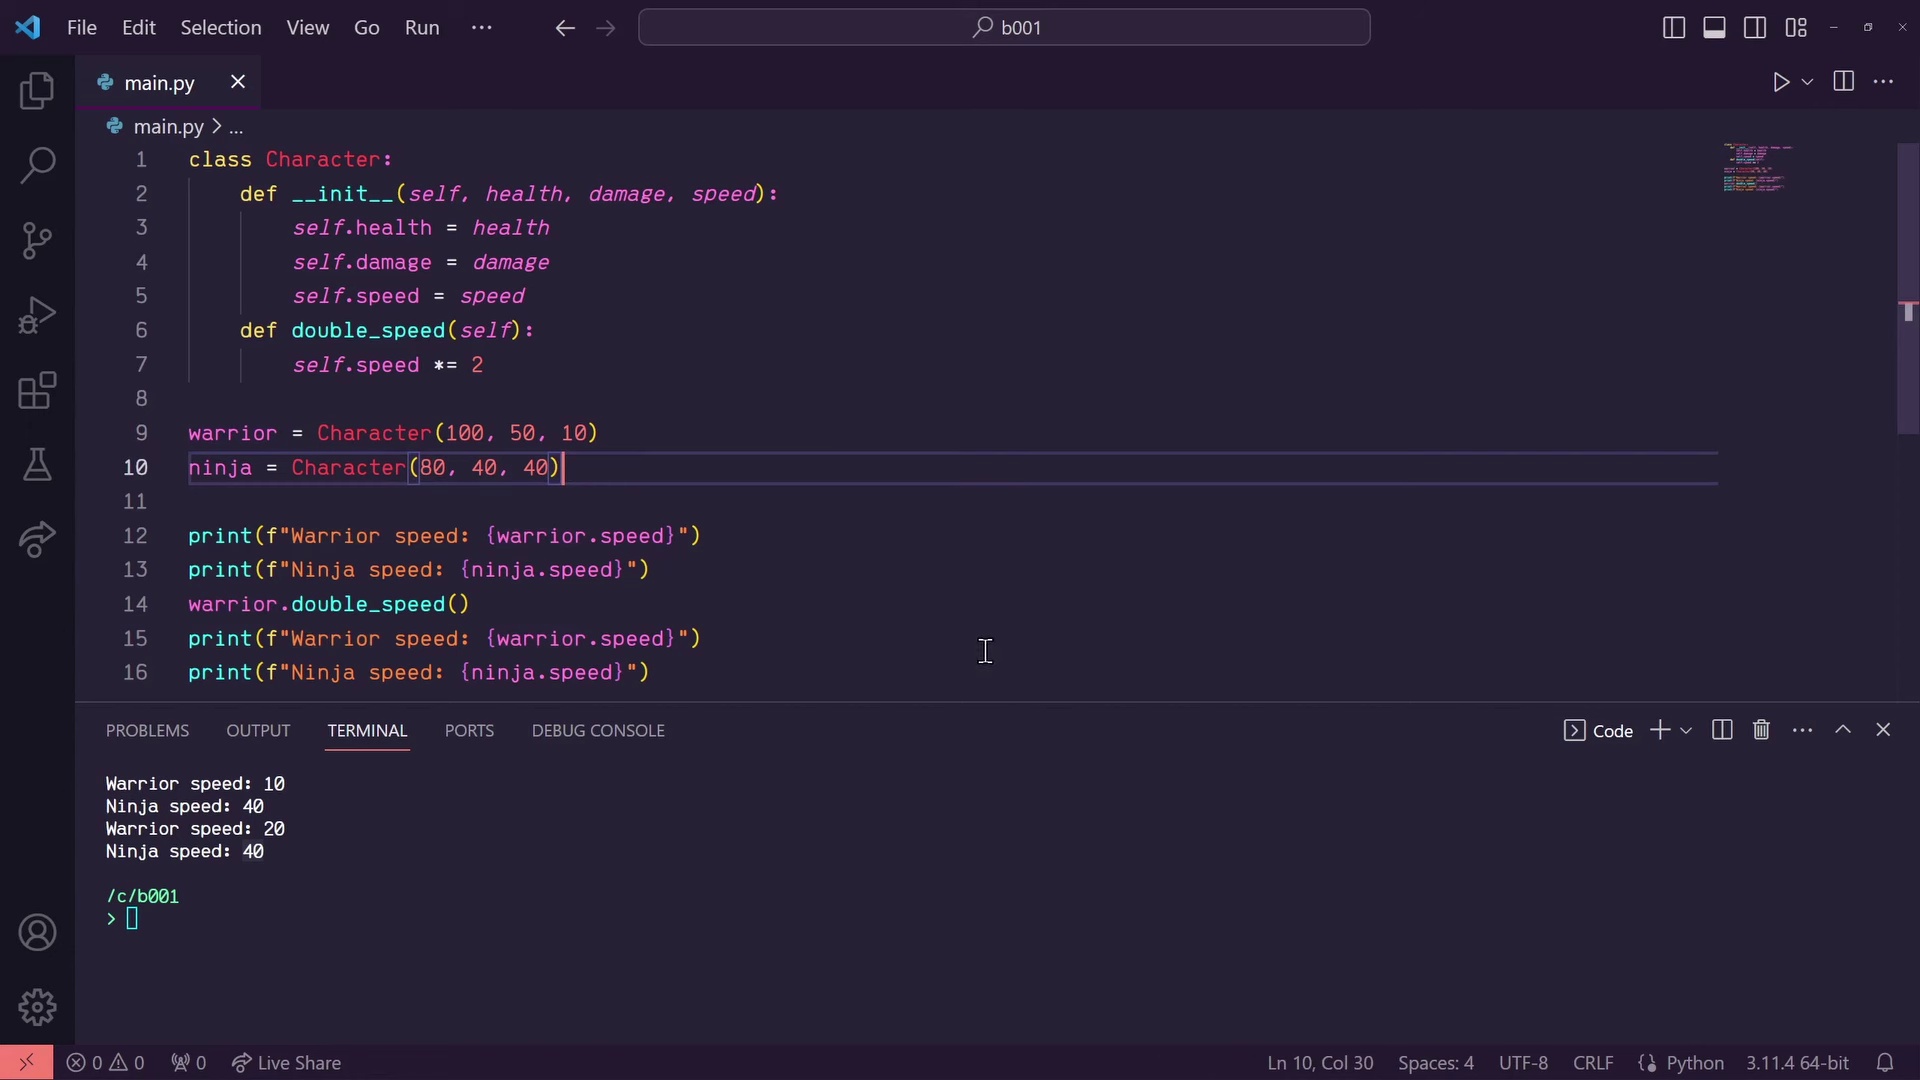 File Edit Selection View Go Run ··· b001
main.py
main.py > ...
1 class Character:
2     def __init__(self, health, damage, speed):
3         self.health = health
4         self.damage = damage
5         self.speed = speed
6     def double_speed(self):
7         self.speed *= 2
8
9 warrior = Character(100, 50, 10)
10 ninja = Character(80, 40, 40)
11
12 print(f"Warrior speed: {warrior.speed}")
13 print(f"Ninja speed: {ninja.speed}")
14 warrior.double_speed()
15 print(f"Warrior speed: {warrior.speed}")
16 print(f"Ninja speed: {ninja.speed}")
PROBLEMS OUTPUT TERMINAL PORTS DEBUG CONSOLE Code
Warrior speed: 10
Ninja speed: 40
Warrior speed: 20
Ninja speed: 40
/c/b001
>
0 0 0 Live Share Ln 10, Col 30 Spaces: 4 UTF-8 CRLF {} Python 3.11.4 64-bit